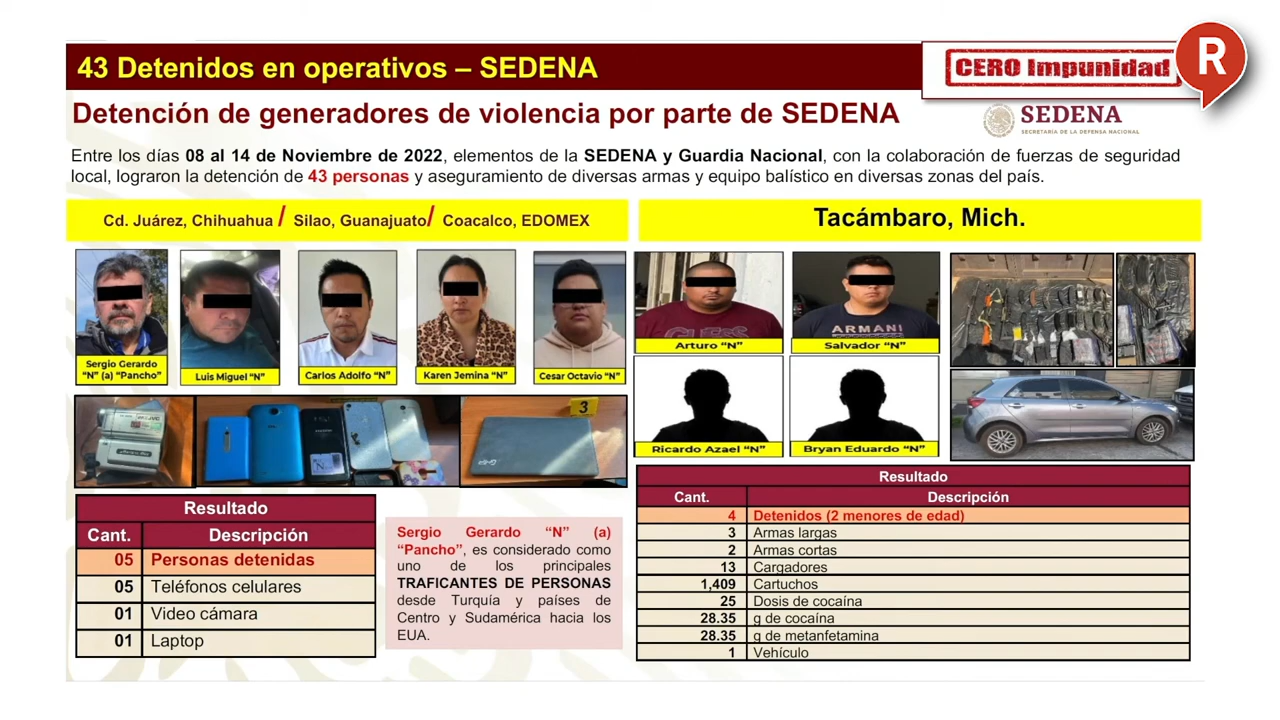 43 Detenidos en operativos – SEDENA
CERO Impunidad
R
Detención de generadores de violencia por parte de SEDENA
SEDENA
SECRETARÍA DE LA DEFENSA NACIONAL
Entre los días 08 al 14 de Noviembre de 2022, elementos de la SEDENA y Guardia Nacional, con la colaboración de fuerzas de seguridad
local, lograron la detención de 43 personas y aseguramiento de diversas armas y equipo balístico en diversas zonas del país.
Cd. Juárez, Chihuahua / Silao, Guanajuato/ Coacalco, EDOMEX
Sergio Gerardo
“N” (a) “Pancho”
Luis Miguel “N”
Carlos Adolfo “N”
Karen Jemina “N”
Cesar Octavio “N”
3
Resultado
Cant. Descripción
05 Personas detenidas
05 Teléfonos celulares
01 Video cámara
01 Laptop
Sergio Gerardo “N” (a)
“Pancho”, es considerado como
uno de los principales
TRAFICANTES DE PERSONAS
desde Turquía y países de
Centro y Sudamérica hacia los
EUA.
Tacámbaro, Mich.
ARMANI
Arturo “N”
Salvador “N”
Ricardo Azael “N”
Bryan Eduardo “N”
Resultado
Cant. Descripción
4 Detenidos (2 menores de edad)
3 Armas largas
2 Armas cortas
13 Cargadores
1,409 Cartuchos
25 Dosis de cocaína
28.35 g de cocaína
28.35 g de metanfetamina
1 Vehículo